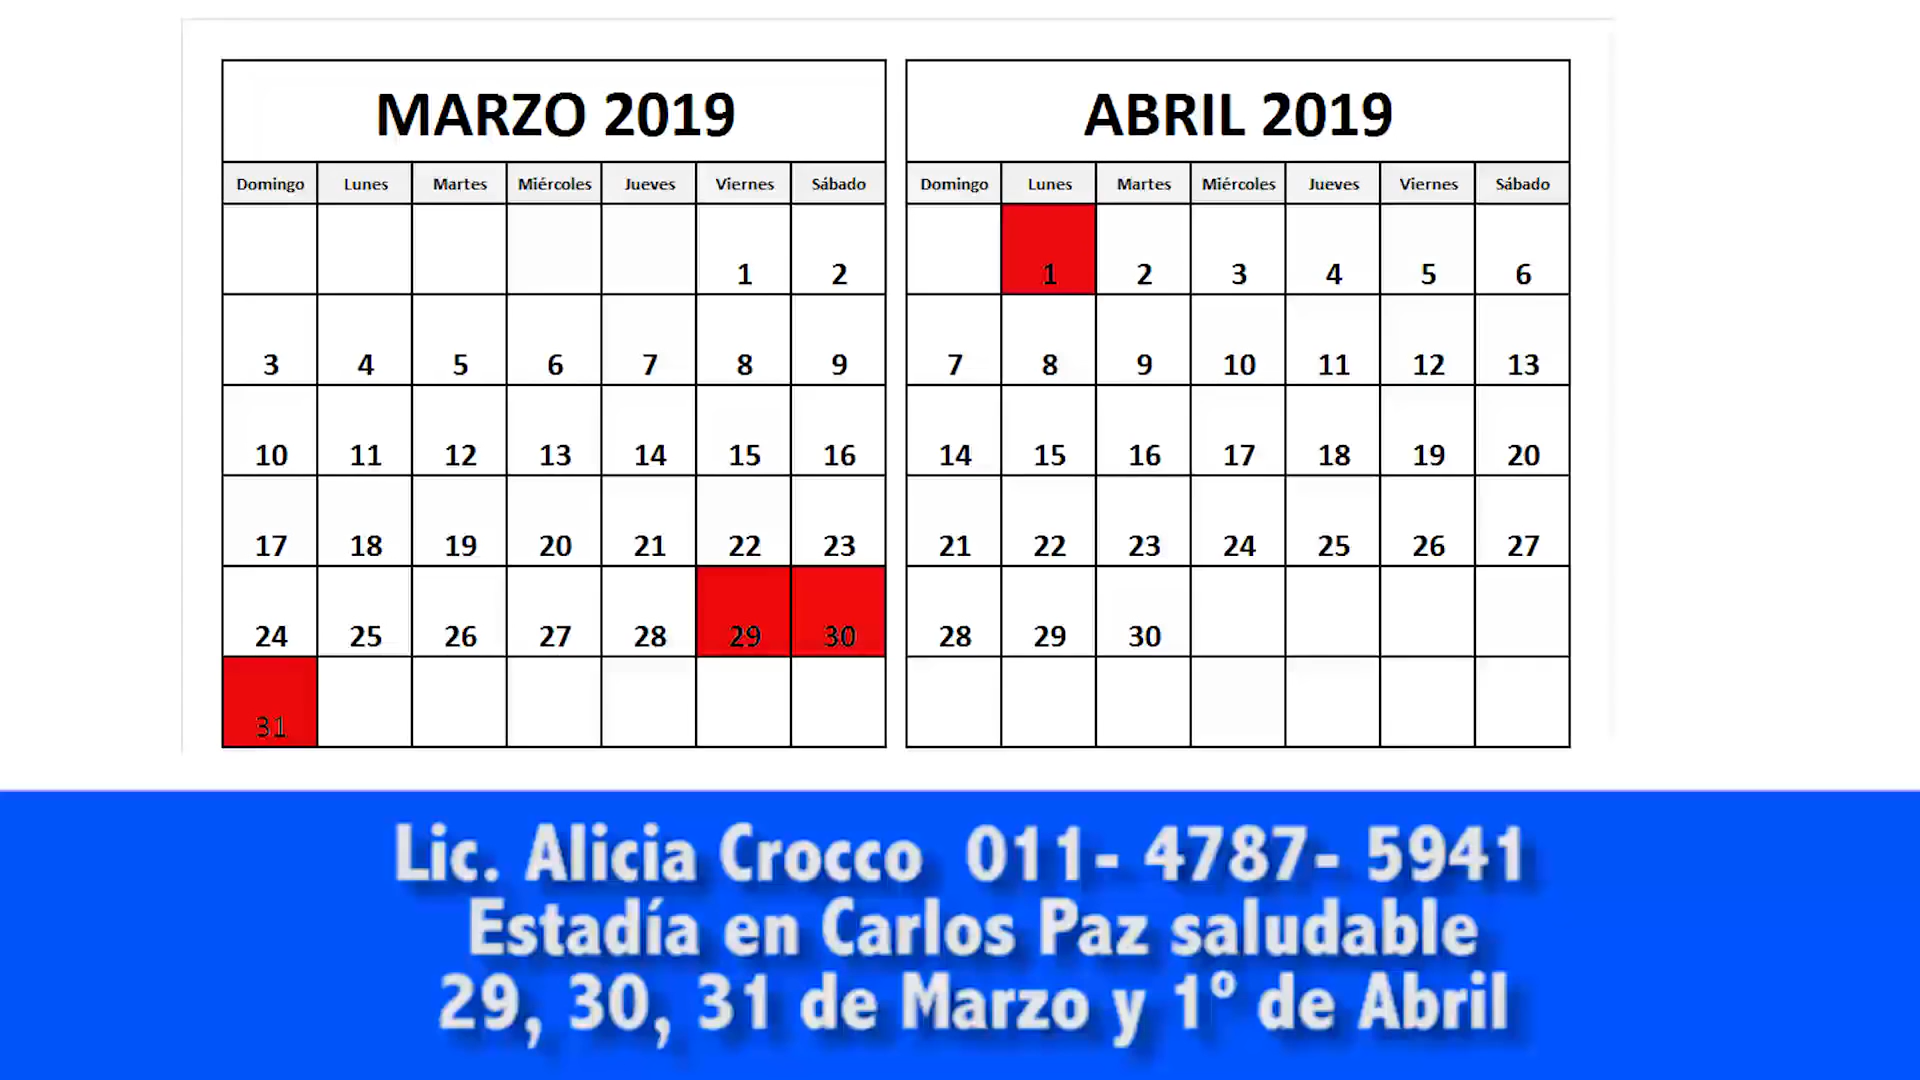 MARZO 2019
Domingo Lunes Martes Miércoles Jueves Viernes Sábado
1 2
3 4 5 6 7 8 9
10 11 12 13 14 15 16
17 18 19 20 21 22 23
24 25 26 27 28 29 30
31
ABRIL 2019
Domingo Lunes Martes Miércoles Jueves Viernes Sábado
1 2 3 4 5 6
7 8 9 10 11 12 13
14 15 16 17 18 19 20
21 22 23 24 25 26 27
28 29 30
Lic. Alicia Crocco 011- 4787- 5941
Estadía en Carlos Paz saludable
29, 30, 31 de Marzo y 1º de Abril